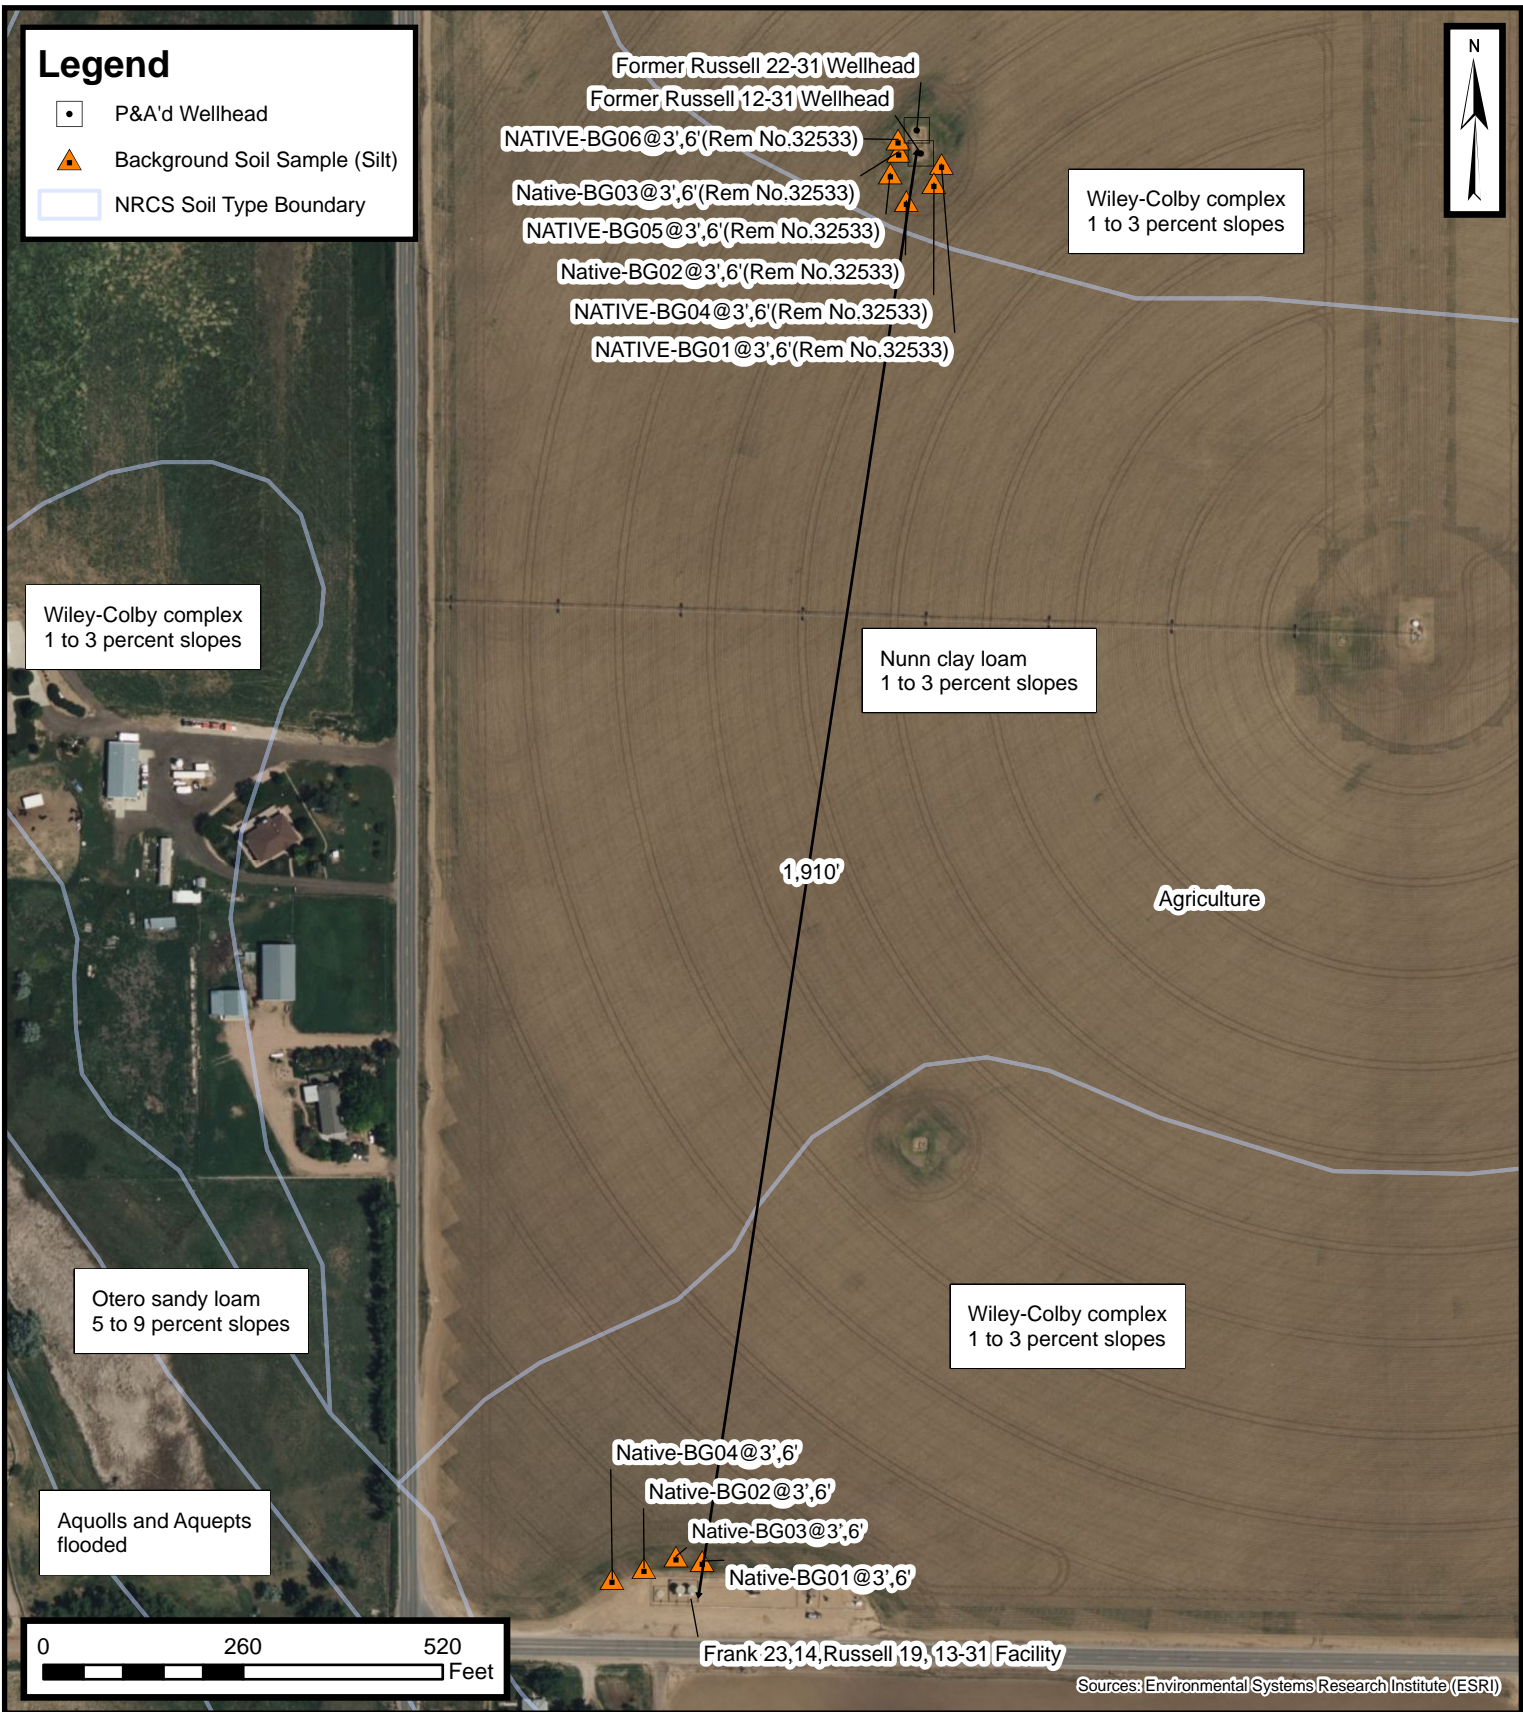 Legend
P&A'd Wellhead
Background Soil Sample (Silt)
NRCS Soil Type Boundary
N
Former Russell 22-31 Wellhead
Former Russell 12-31 Wellhead
NATIVE-BG06@3',6'(Rem No.32533)
Native-BG03@3',6'(Rem No.32533)
NATIVE-BG05@3',6'(Rem No.32533)
Native-BG02@3',6'(Rem No.32533)
NATIVE-BG04@3',6'(Rem No.32533)
NATIVE-BG01@3',6'(Rem No.32533)
Wiley-Colby complex
1 to 3 percent slopes
Wiley-Colby complex
1 to 3 percent slopes
Nunn clay loam
1 to 3 percent slopes
1,910'
Agriculture
Otero sandy loam
5 to 9 percent slopes
Wiley-Colby complex
1 to 3 percent slopes
Aquolls and Aquepts
flooded
Native-BG04@3',6'
Native-BG02@3',6'
Native-BG03@3',6'
Native-BG01@3',6'
Frank 23,14,Russell 19, 13-31 Facility
0 260 520
Feet
Sources: Environmental Systems Research Institute (ESRI)